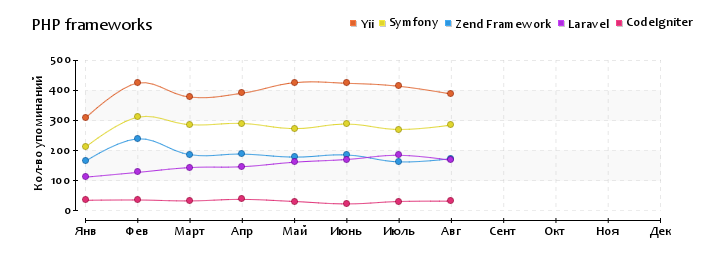 PHP frameworks
Yii Symfony Zend Framework Laravel CodeIgniter
Кол-во упоминаний
500
400
300
200
100
0
Янв Фев Март Апр Май Июнь Июль Авг Сент Окт Ноя Дек